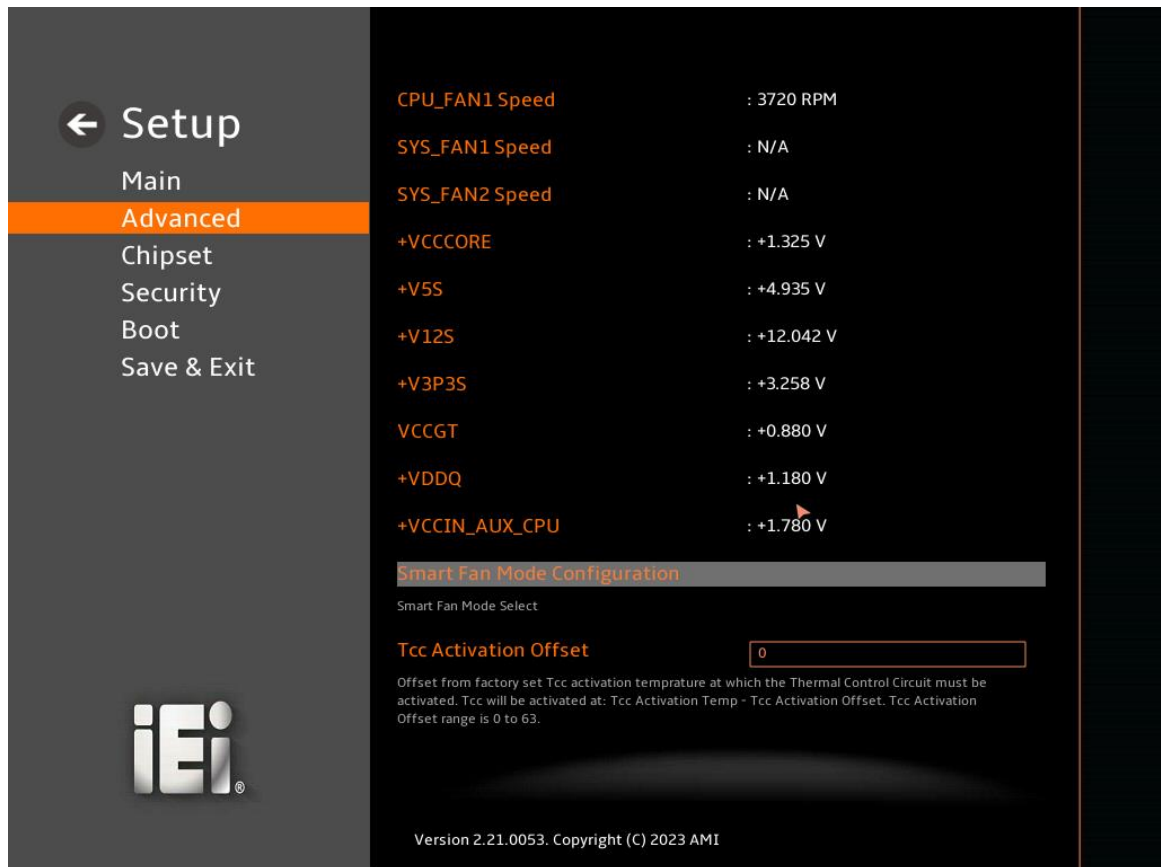 Setup
Main
Advanced
Chipset
Security
Boot
Save & Exit
CPU_FAN1 Speed : 3720 RPM
SYS_FAN1 Speed : N/A
SYS_FAN2 Speed : N/A
+VCCCORE : +1.325 V
+V5S : +4.935 V
+V12S : +12.042 V
+V3P3S : +3.258 V
VCCGT : +0.880 V
+VDDQ : +1.180 V
+VCCIN_AUX_CPU : +1.780 V
Smart Fan Mode Configuration
Smart Fan Mode Select
Tcc Activation Offset 0
Offset from factory set Tcc activation temprature at which the Thermal Control Circuit must be
activated. Tcc will be activated at: Tcc Activation Temp - Tcc Activation Offset. Tcc Activation
Offset range is 0 to 63.
iEi®
Version 2.21.0053. Copyright (C) 2023 AMI